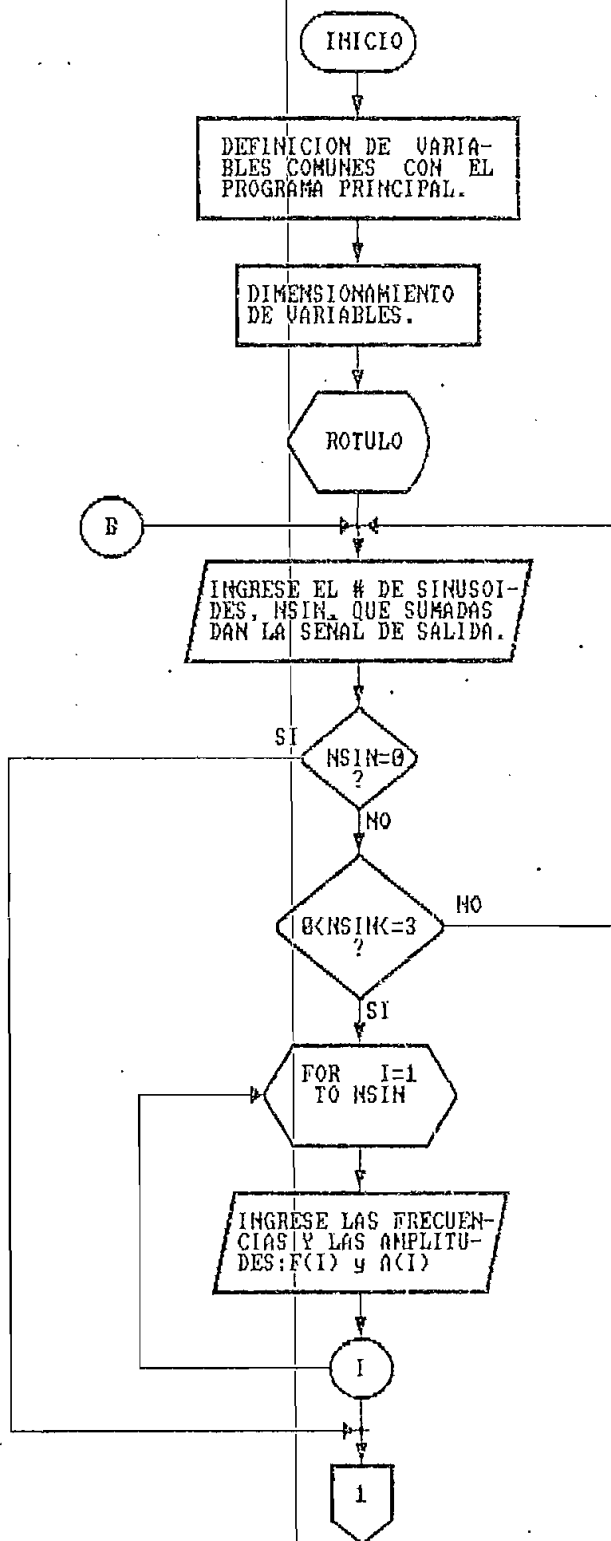 INICIO
DEFINICION DE VARIA-
BLES COMUNES CON EL
PROGRAMA PRINCIPAL.
DIMENSIONAMIENTO
DE VARIABLES.
ROTULO
B
INGRESE EL # DE SINUSOI-
DES, NSIN, QUE SUMADAS
DAN LA SEÑAL DE SALIDA.
SI
NSIN=0
?
NO
0<NSIN<=3
?
NO
SI
FOR I=1
TO NSIN
INGRESE LAS FRECUEN-
CIAS Y LAS AMPLITU-
DES:F(I) y A(I)
I
1